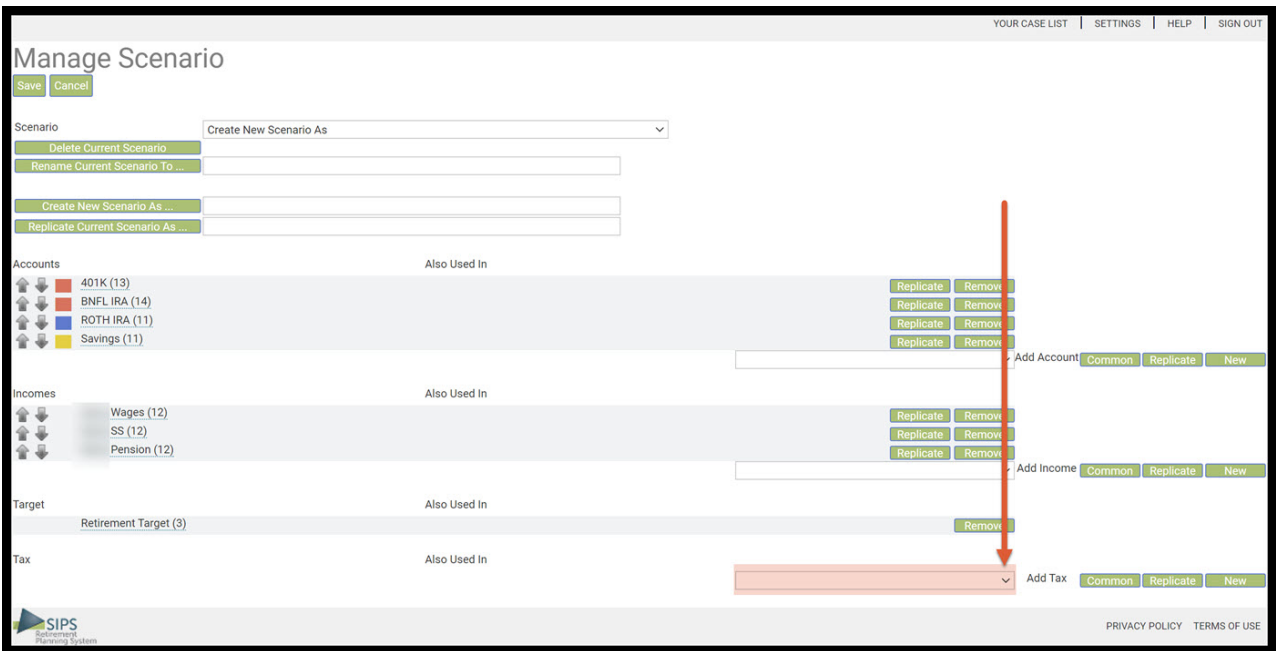 YOUR CASE LIST SETTINGS HELP SIGN OUT
Manage Scenario
Save Cancel
Scenario Create New Scenario As
Delete Current Scenario
Rename Current Scenario To ...
Create New Scenario As ...
Replicate Current Scenario As ...
Accounts Also Used In
401K (13) Replicate Remove
BNFL IRA (14) Replicate Remove
ROTH IRA (11) Replicate Remove
Savings (11) Replicate Remove
Add Account Common Replicate New
Incomes Also Used In
Wages (12) Replicate Remove
SS (12) Replicate Remove
Pension (12) Replicate Remove
Add Income Common Replicate New
Target Also Used In
Retirement Target (3) Remove
Tax Also Used In
Add Tax Common Replicate New
SIPS
Retirement
Planning System
PRIVACY POLICY TERMS OF USE